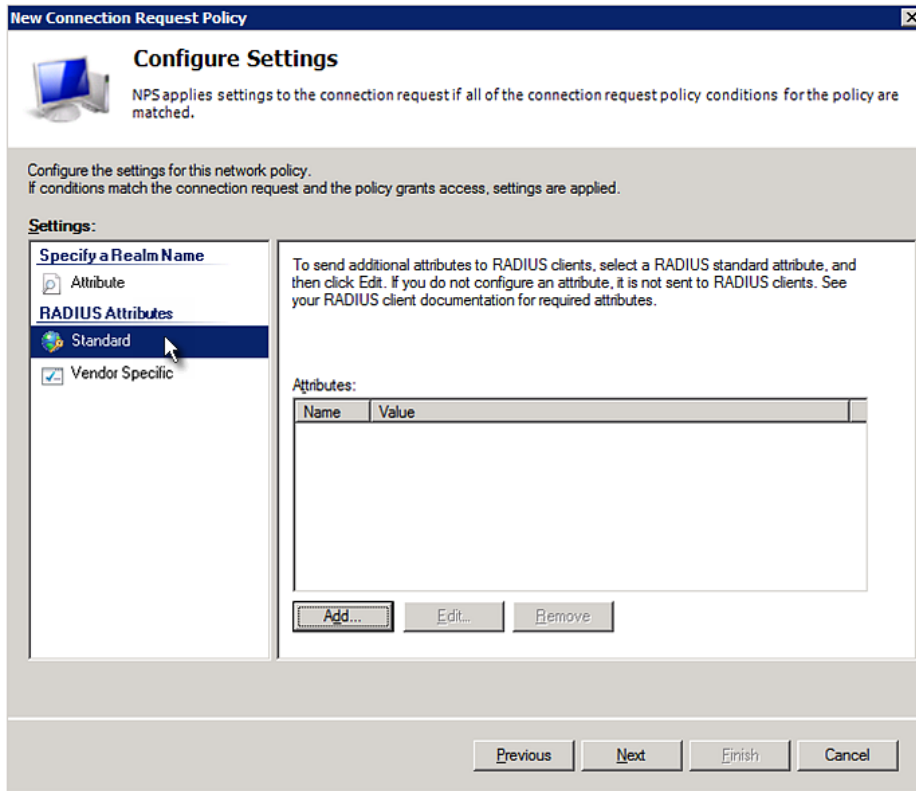 New Connection Request Policy
Configure Settings
NPS applies settings to the connection request if all of the connection request policy conditions for the policy are
matched.
Configure the settings for this network policy.
If conditions match the connection request and the policy grants access, settings are applied.
Settings:
Specify a Realm Name
Attribute
RADIUS Attributes
Standard
Vendor Specific
To send additional attributes to RADIUS clients, select a RADIUS standard attribute, and
then click Edit. If you do not configure an attribute, it is not sent to RADIUS clients. See
your RADIUS client documentation for required attributes.
Attributes:
Name Value
Add... Edit... Remove
Previous Next Finish Cancel